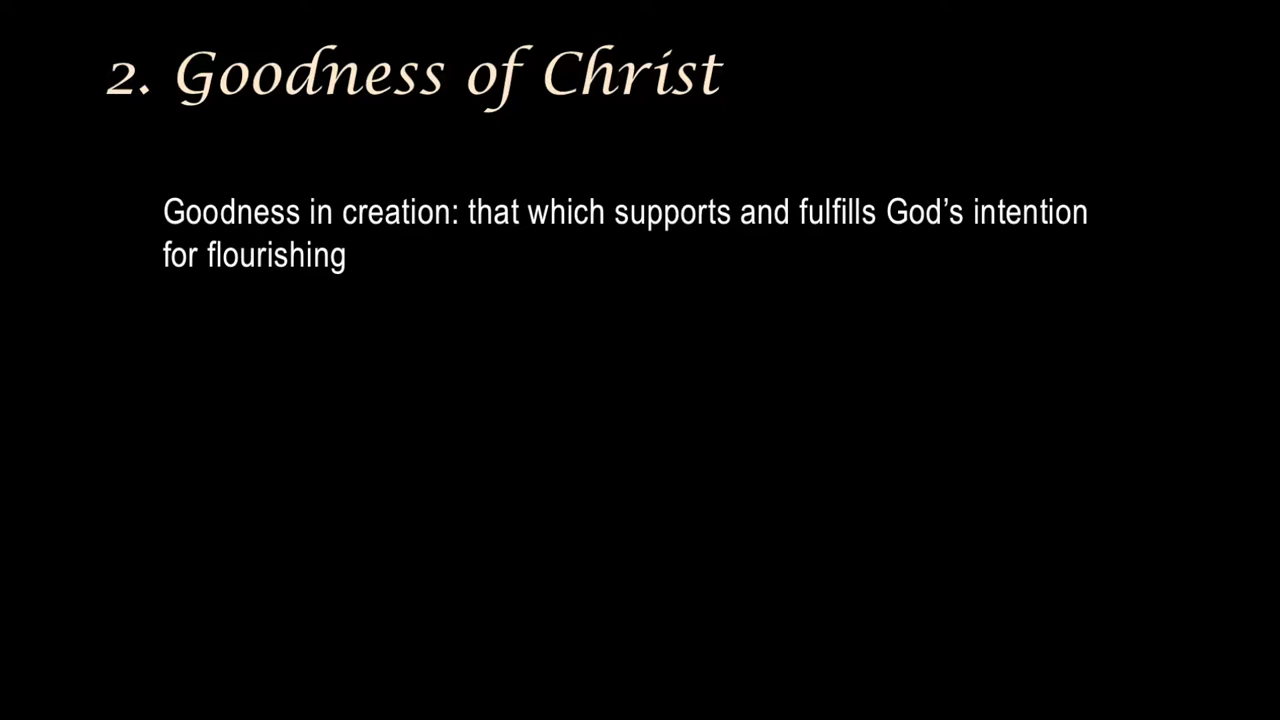 2. Goodness of Christ
Goodness in creation: that which supports and fulfills God’s intention
for flourishing